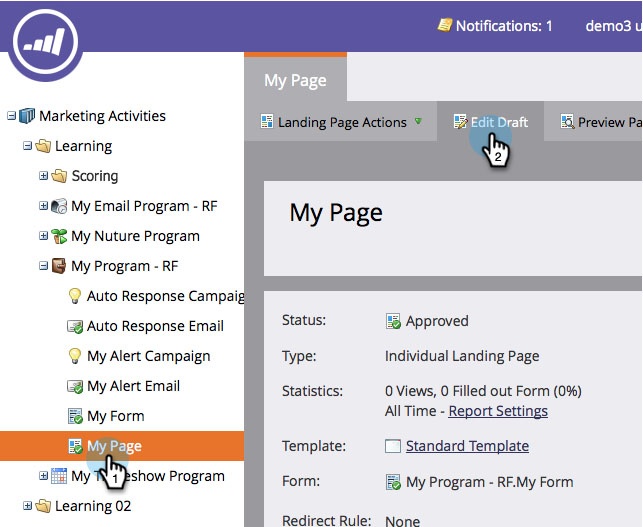 Notifications: 1
demo3 u
My Page
Marketing Activities
Learning
Scoring
My Email Program - RF
My Nuture Program
My Program - RF
Auto Response Campaig
Auto Response Email
My Alert Campaign
My Alert Email
My Form
My Page
1
My T eshow Program
Learning 02
Landing Page Actions
Edit Draft
2
Preview Pa
My Page
Status: Approved
Type: Individual Landing Page
Statistics: 0 Views, 0 Filled out Form (0%)
All Time - Report Settings
Template: Standard Template
Form: My Program - RF.My Form
Redirect Rule: None